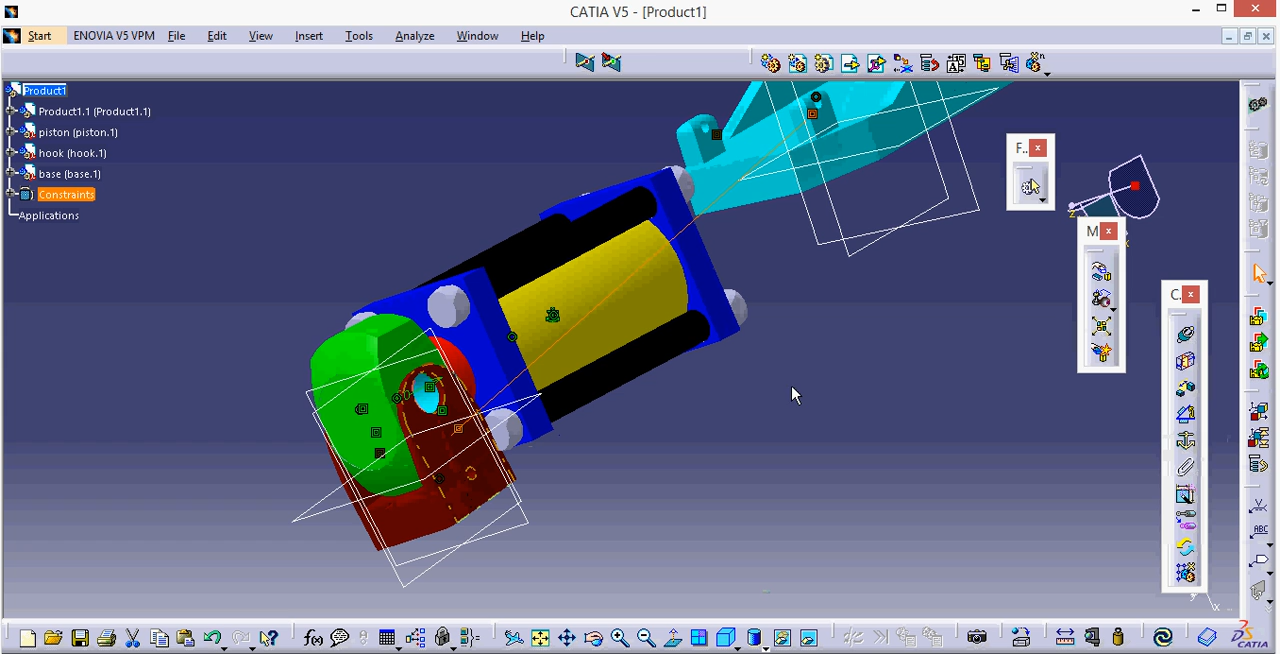 CATIA V5 - [Product1]
Start ENOVIA V5 VPM File Edit View Insert Tools Analyze Window Help
Product1
Product1.1 (Product1.1)
piston (piston.1)
hook (hook.1)
base (base.1)
Constraints
Applications
F..
M
C.
z
x
ABC
x
f(x)
CATIA